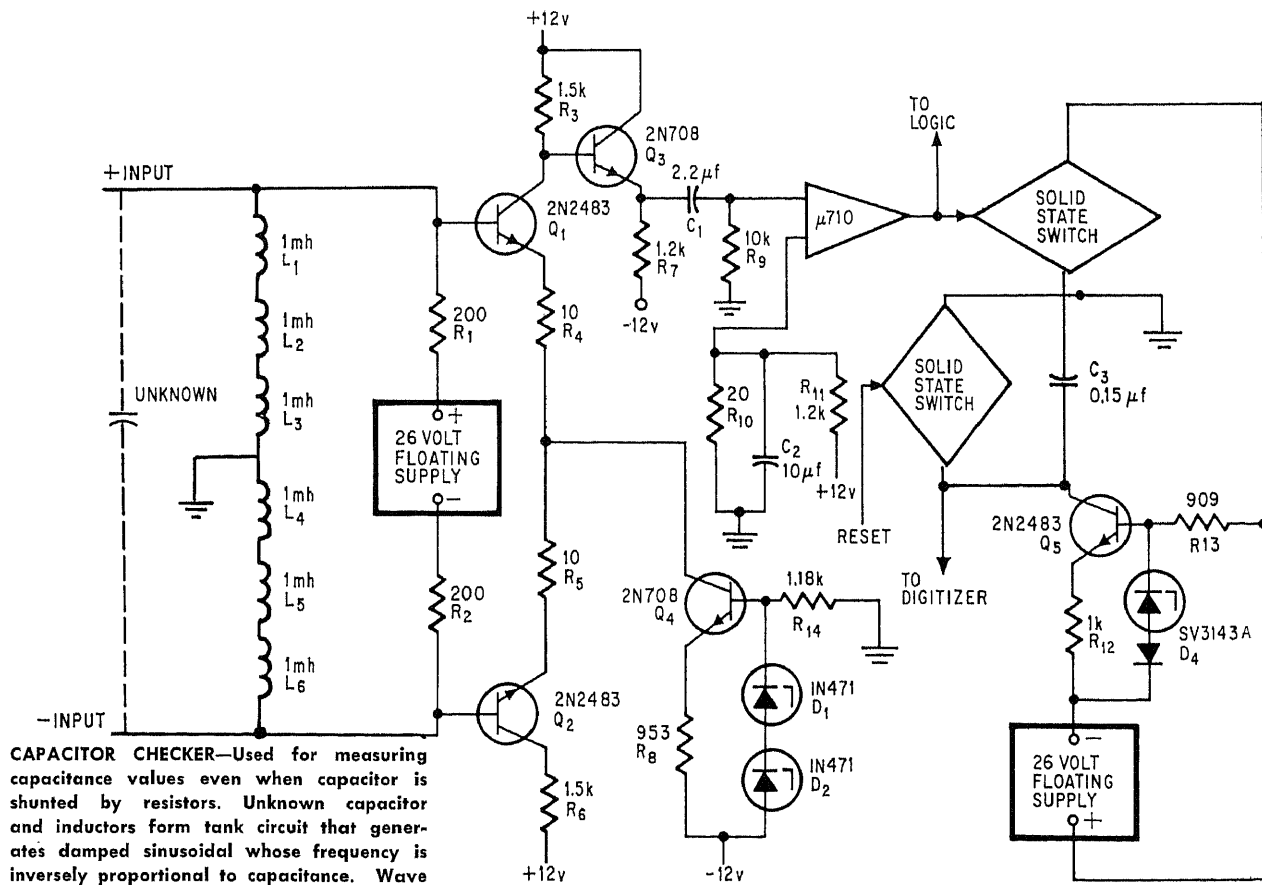 +12v
1.5k
R3
2N708
Q3
2.2µf
C1
+INPUT
2N2483
Q1
1.2k
R7
-12v
10k
R9
µ710
TO
LOGIC
SOLID
STATE
SWITCH
1mh
L1
1mh
L2
1mh
L3
1mh
L4
1mh
L5
1mh
L6
UNKNOWN
200
R1
10
R4
26 VOLT
FLOATING
SUPPLY
+
-
200
R2
10
R5
20
R10
C2
10µf
R11
1.2k
+12v
SOLID
STATE
SWITCH
RESET
C3
0.15µf
TO
DIGITIZER
2N2483
Q5
909
R13
1k
R12
SV3143A
D4
2N708
Q4
1.18k
R14
1N471
D1
1N471
D2
953
R8
-12v
2N2483
Q2
1.5k
R6
+12v
-
26 VOLT
FLOATING
SUPPLY
+
-INPUT
CAPACITOR CHECKER—Used for measuring
capacitance values even when capacitor is
shunted by resistors. Unknown capacitor
and inductors form tank circuit that gener-
ates damped sinusoidal whose frequency is
inversely proportional to capacitance. Wave